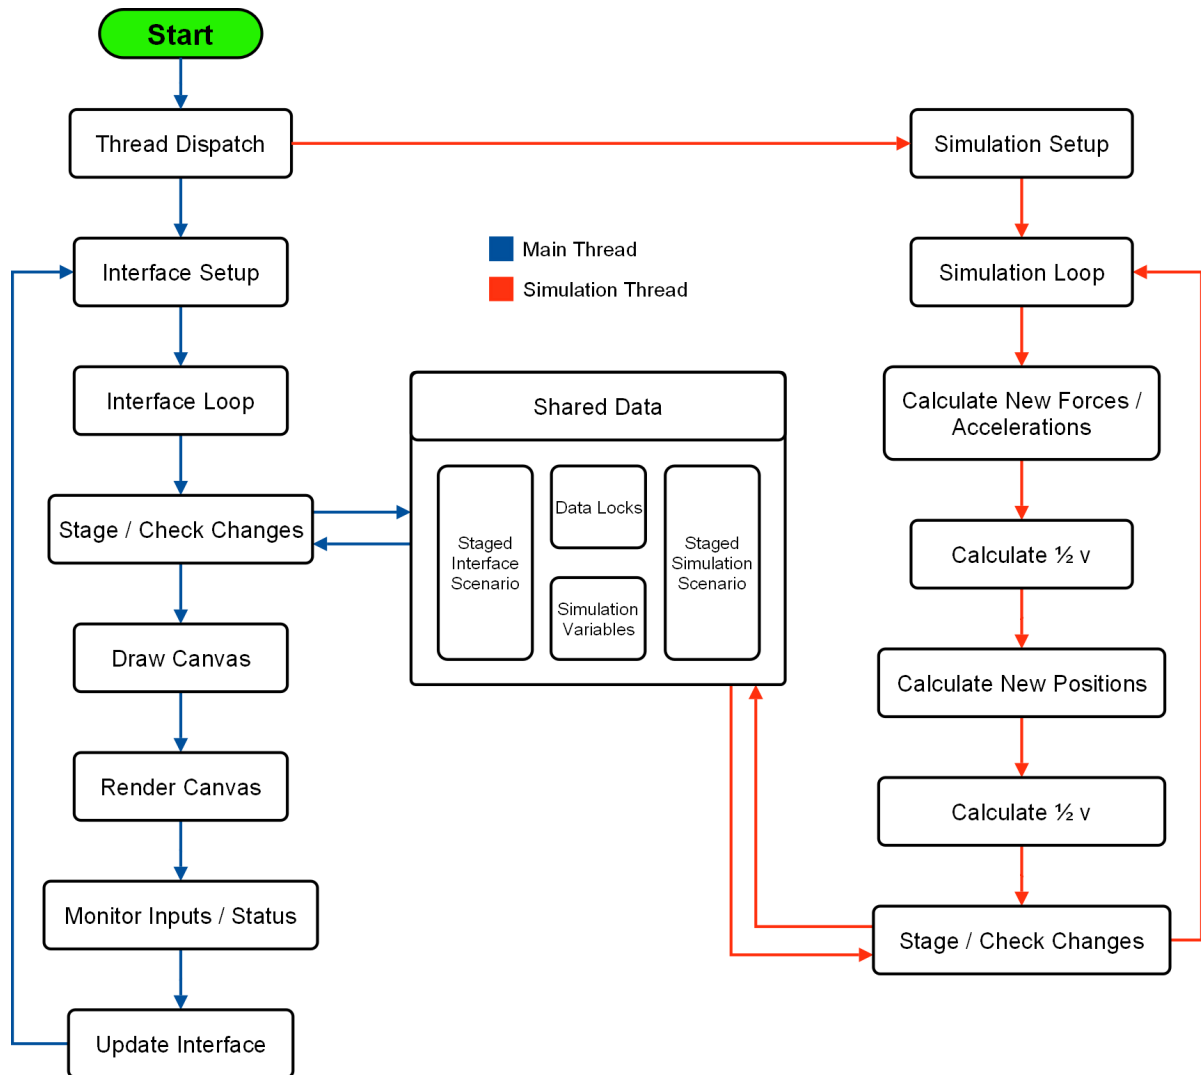 Start
Thread Dispatch
Simulation Setup
Interface Setup
Main Thread
Simulation Thread
Simulation Loop
Interface Loop
Shared Data
Calculate New Forces /
Accelerations
Stage / Check Changes
Staged
Interface
Scenario
Data Locks
Simulation
Variables
Staged
Simulation
Scenario
Calculate ½ v
Draw Canvas
Calculate New Positions
Render Canvas
Calculate ½ v
Monitor Inputs / Status
Stage / Check Changes
Update Interface